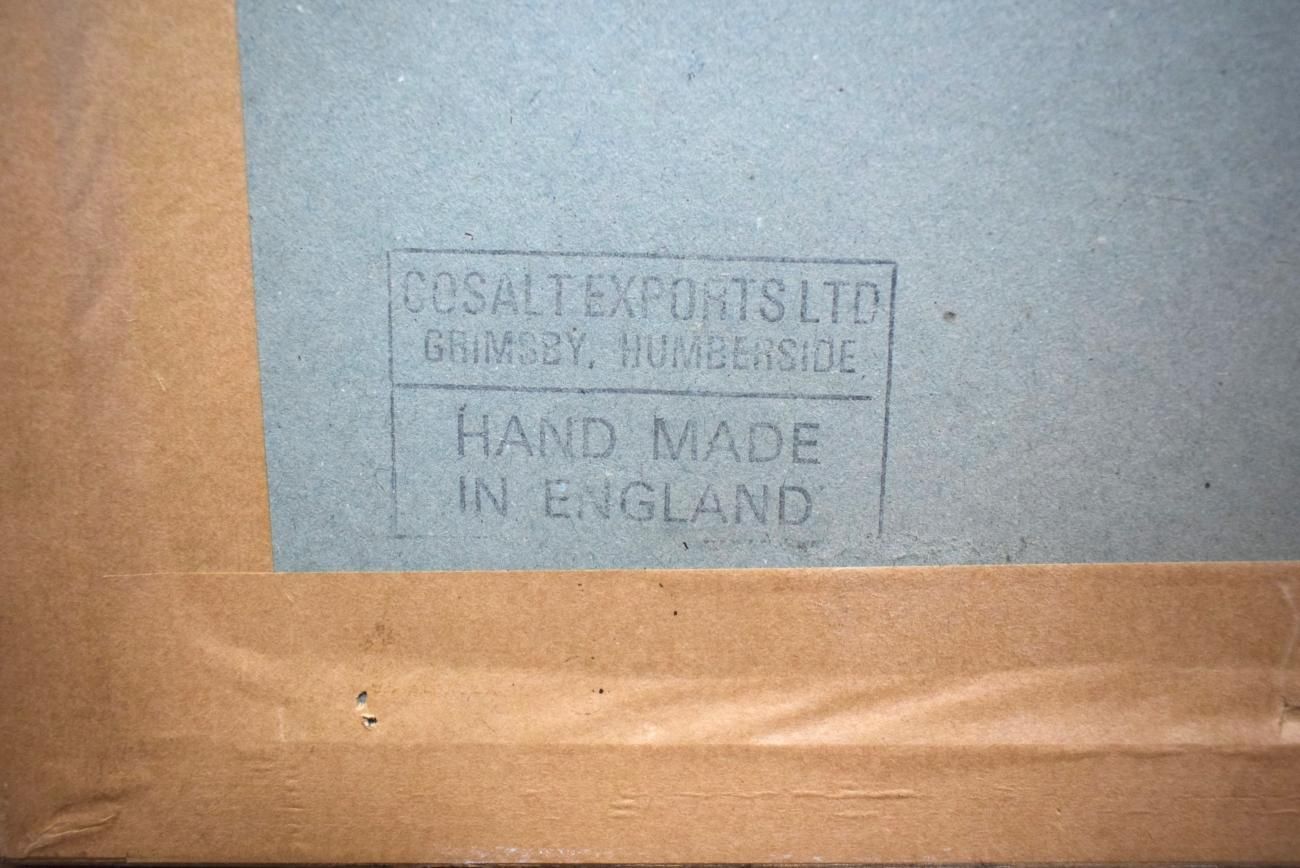 COSALT EXPORTS LTD
GRIMSBY, HUMBERSIDE
HAND MADE
IN ENGLAND